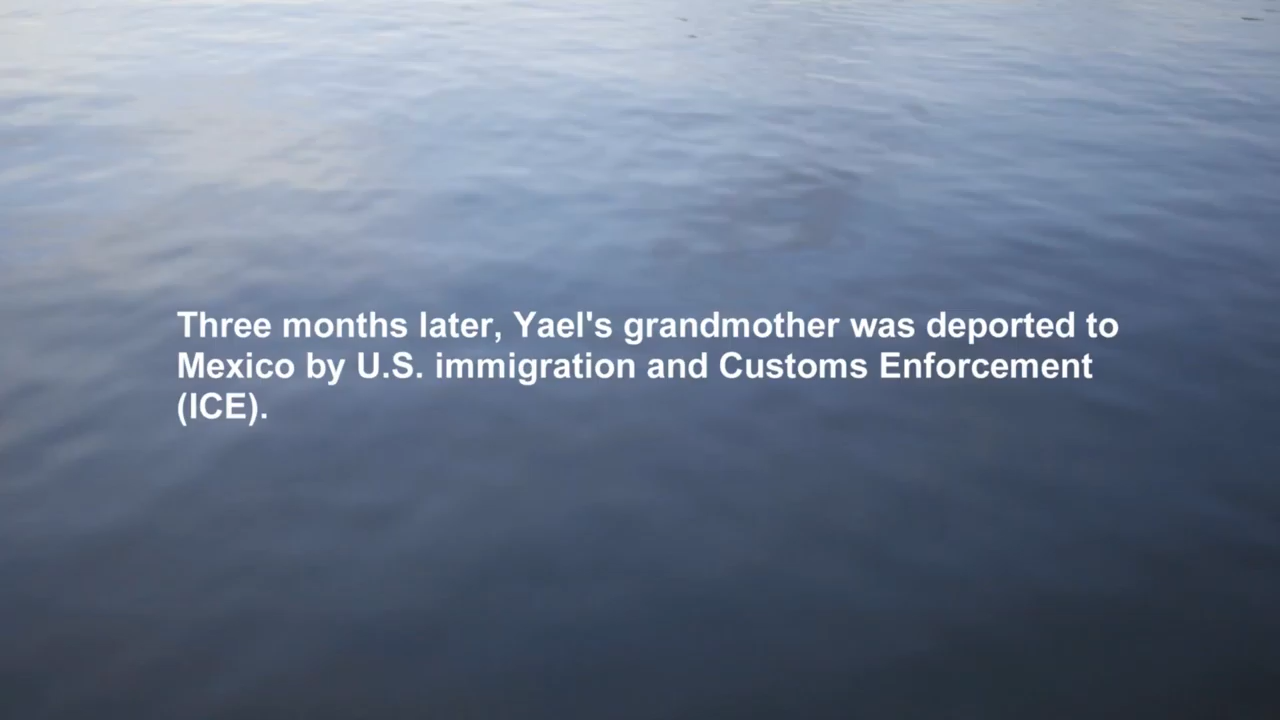 Three months later, Yael's grandmother was deported to
Mexico by U.S. immigration and Customs Enforcement
(ICE).